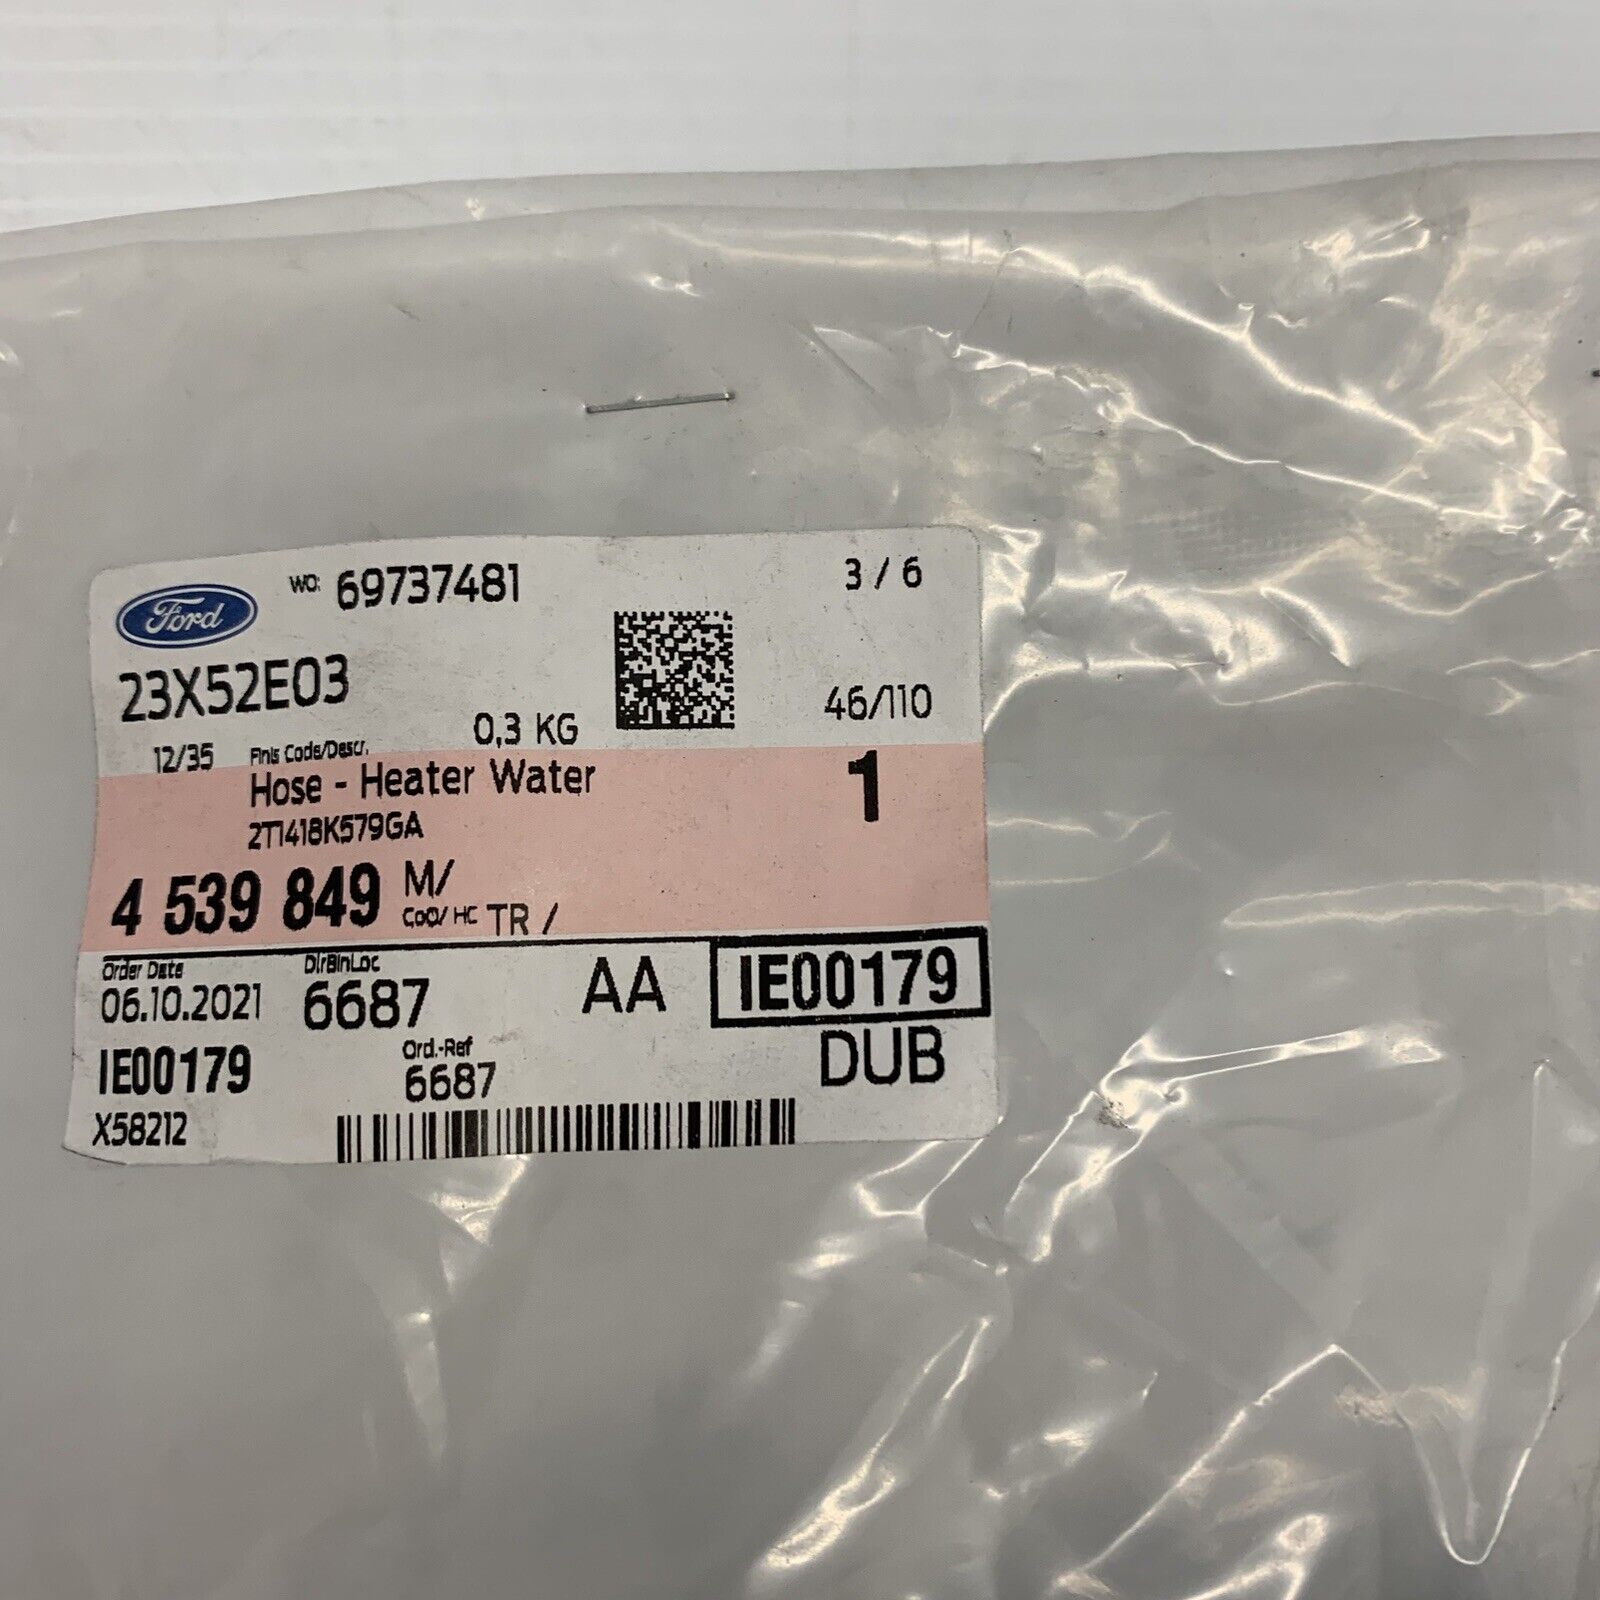 Ford
WO: 69737481
3 / 6
23X52E03
0,3 KG
46/110
12/35 Finis Code/Descr.
Hose - Heater Water
1
2T1418K579GA
4 539 849 M/
CoO/ HC TR /
Order Date
DlrBinLoc
06.10.2021 6687 AA IE00179
IE00179
Ord.-Ref
6687
DUB
X58212